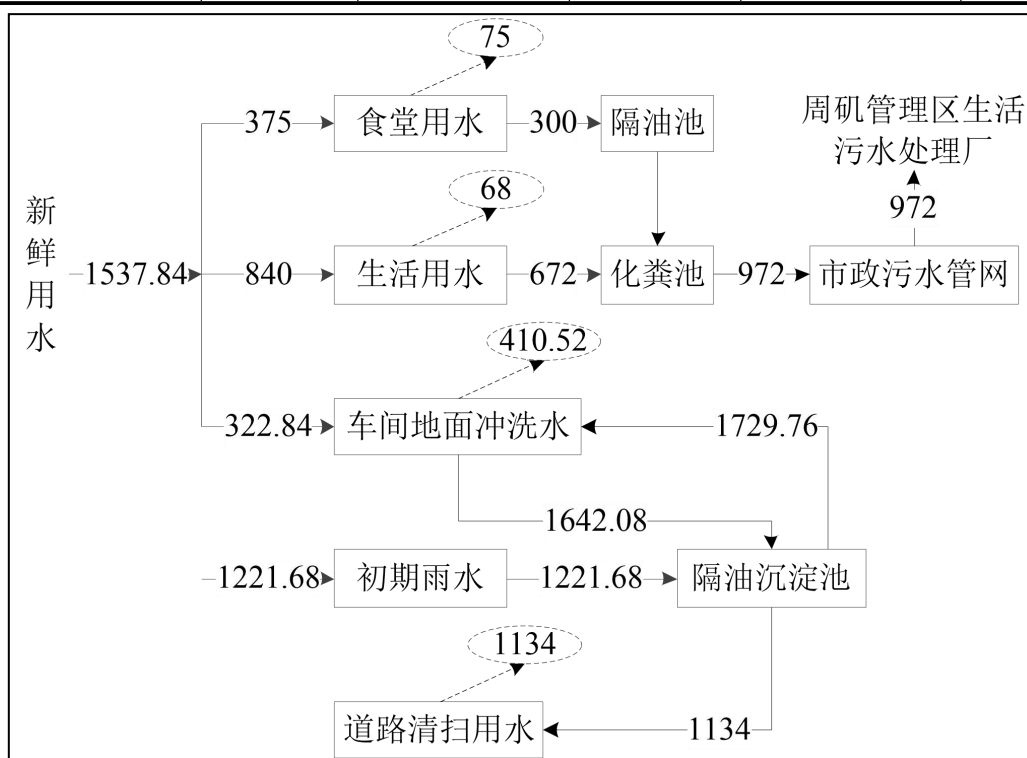 75
375
食堂用水
300
隔油池
周矶管理区生活
污水处理厂
68
972
新鲜用水
1537.84
840
生活用水
672
化粪池
972
市政污水管网
410.52
322.84
车间地面冲洗水
1729.76
1642.08
1221.68
初期雨水
1221.68
隔油沉淀池
1134
道路清扫用水
1134